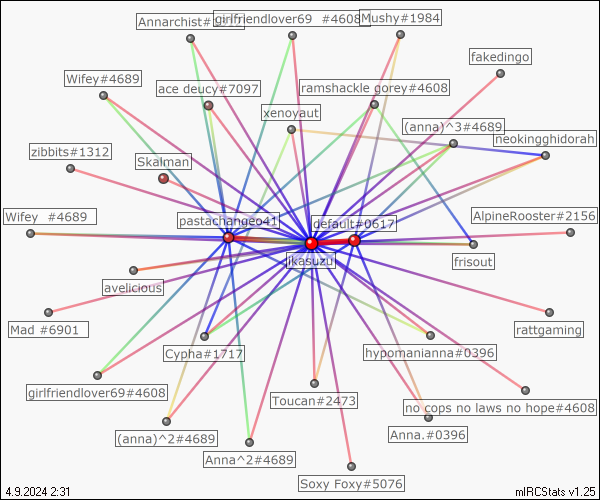 Annarchist#1312
girlfriendlover69 #4608
Mushy#1984
fakedingo
Wifey#4689
ace deucy#7097
ramshackle gorey#4608
xenoyaut
(anna)^3#4689
neokingghidorah
zibbits#1312
Skalman
Wifey #4689
pastachangeo41
default#0617
AlpineRooster#2156
jkasuzu
frisout
avelicious
Mad #6901
rattgaming
Cypha#1717
hypomanianna#0396
girlfriendlover69#4608
Toucan#2473
no cops no laws no hope#4608
(anna)^2#4689
Anna.#0396
Anna^2#4689
Soxy Foxy#5076
4.9.2024 2:31
mIRCStats v1.25